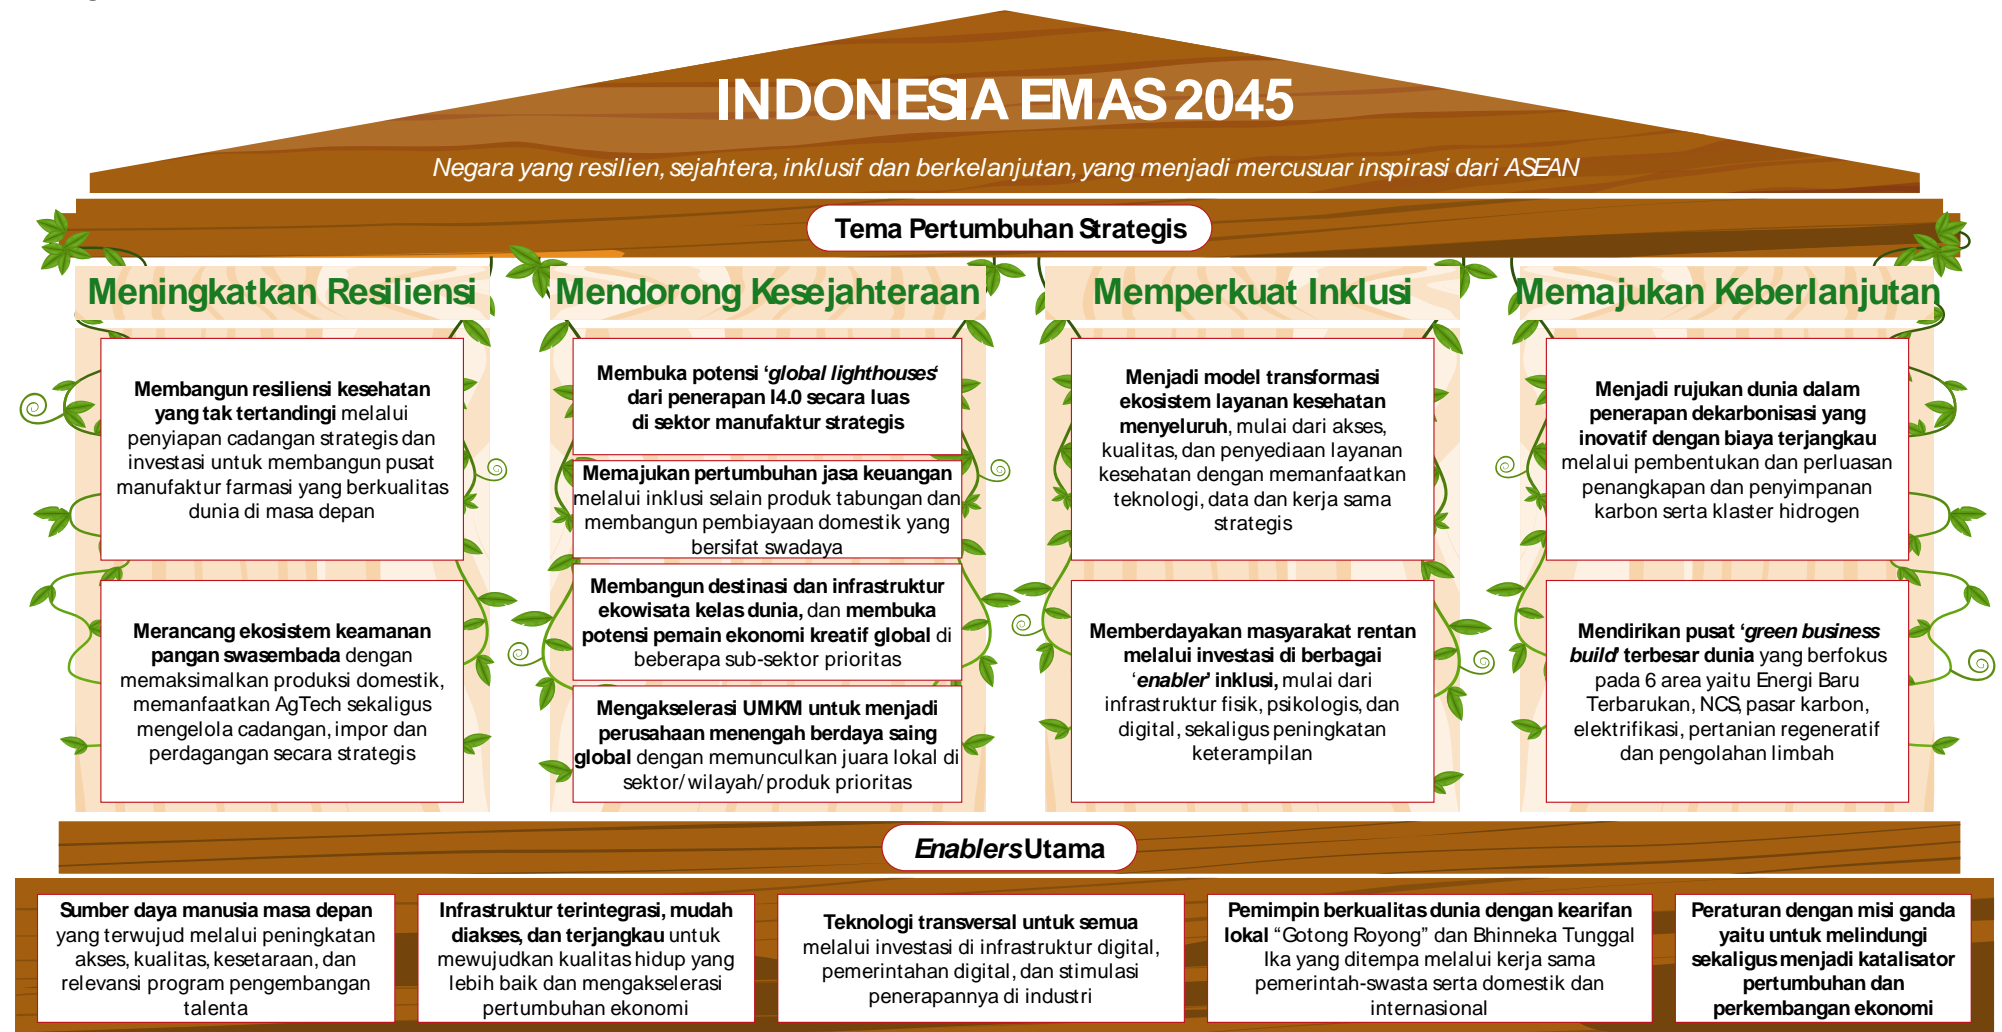 INDONESIA EMAS 2045
Negara yang resilien, sejahtera, inklusif dan berkelanjutan, yang menjadi mercusuar inspirasi dari ASEAN
Tema Pertumbuhan Strategis
Meningkatkan Resiliensi
Membangun resiliensi kesehatan
yang tak tertandingi melalui
penyiapan cadangan strategis dan
investasi untuk membangun pusat
manufaktur farmasi yang berkualitas
dunia di masa depan
Merancang ekosistem keamanan
pangan swasembada dengan
memaksimalkan produksi domestik,
memanfaatkan AgTech sekaligus
mengelola cadangan, impor dan
perdagangan secara strategis
Mendorong Kesejahteraan
Membuka potensi ‘global lighthouses‘
dari penerapan I4.0 secara luas
di sektor manufaktur strategis
Memajukan pertumbuhan jasa keuangan
melalui inklusi selain produk tabungan dan
membangun pembiayaan domestik yang
bersifat swadaya
Membangun destinasi dan infrastruktur
ekowisata kelas dunia, dan membuka
potensi pemain ekonomi kreatif global di
beberapa sub-sektor prioritas
Mengakselerasi UMKM untuk menjadi
perusahaan menengah berdaya saing
global dengan memunculkan juara lokal di
sektor/wilayah/produk prioritas
Memperkuat Inklusi
Menjadi model transformasi
ekosistem layanan kesehatan
menyeluruh, mulai dari akses,
kualitas, dan penyediaan layanan
kesehatan dengan memanfaatkan
teknologi, data dan kerja sama
strategis
Memberdayakan masyarakat rentan
melalui investasi di berbagai
‘enabler’ inklusi, mulai dari
infrastruktur fisik, psikologis, dan
digital, sekaligus peningkatan
keterampilan
Memajukan Keberlanjutan
Menjadi rujukan dunia dalam
penerapan dekarbonisasi yang
inovatif dengan biaya terjangkau
melalui pembentukan dan perluasan
penangkapan dan penyimpanan
karbon serta klaster hidrogen
Mendirikan pusat ‘green business
build’ terbesar dunia yang berfokus
pada 6 area yaitu Energi Baru
Terbarukan, NCS, pasar karbon,
elektrifikasi, pertanian regeneratif
dan pengolahan limbah
Enablers Utama
Sumber daya manusia masa depan
yang terwujud melalui peningkatan
akses, kualitas, kesetaraan, dan
relevansi program pengembangan
talenta
Infrastruktur terintegrasi, mudah
diakses, dan terjangkau untuk
mewujudkan kualitas hidup yang
lebih baik dan mengakselerasi
pertumbuhan ekonomi
Teknologi transversal untuk semua
melalui investasi di infrastruktur digital,
pemerintahan digital, dan stimulasi
penerapannya di industri
Pemimpin berkualitas dunia dengan kearifan
lokal “Gotong Royong” dan Bhinneka Tunggal
Ika yang ditempa melalui kerja sama
pemerintah-swasta serta domestik dan
internasional
Peraturan dengan misi ganda
yaitu untuk melindungi
sekaligus menjadi katalisator
pertumbuhan dan
perkembangan ekonomi